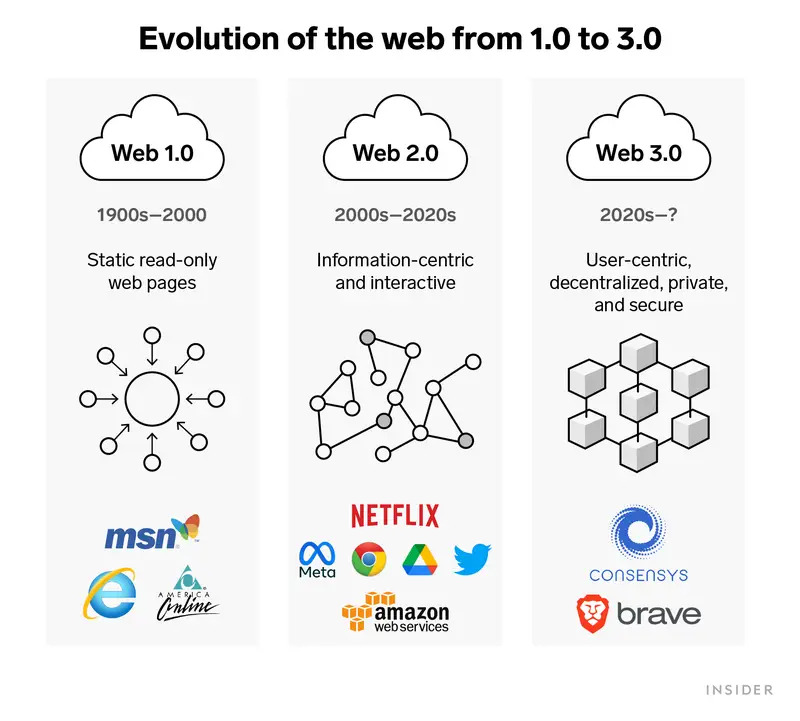 Evolution of the web from 1.0 to 3.0
Web 1.0
1900s–2000
Static read-only
web pages
msn
AMERICA
Online
Web 2.0
2000s–2020s
Information-centric
and interactive
NETFLIX
Meta
amazon
web services
Web 3.0
2020s–?
User-centric,
decentralized, private,
and secure
CONSENSYS
brave
INSIDER